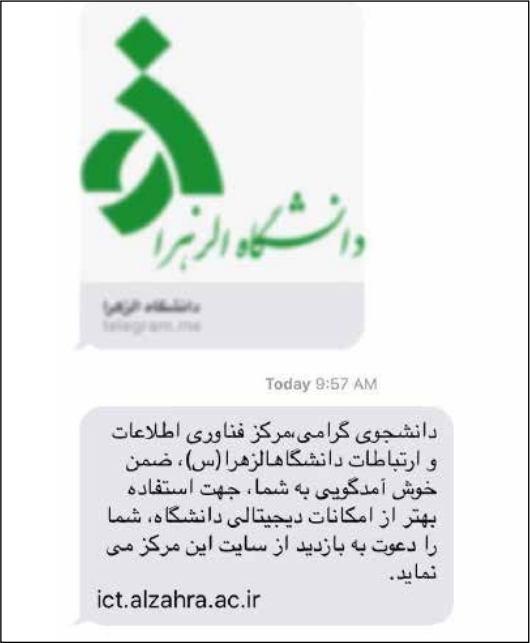 دانشگاه الزهرا
دانشگاه الزهرا
telegram.me
Today 9:57 AM
دانشجوی گرامی،مرکز فناوری اطلاعات
و ارتباطات دانشگاهالزهرا(س)، ضمن
خوش آمدگویی به شما، جهت استفاده
بهتر از امکانات دیجیتالی دانشگاه، شما
را دعوت به بازدید از سایت این مرکز می
نماید.
ict.alzahra.ac.ir